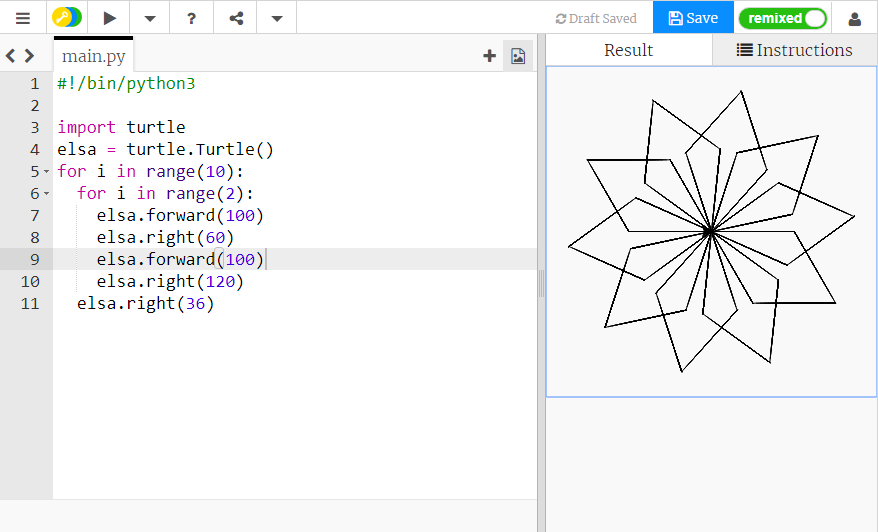 ?
Draft Saved
Save
remixed
main.py
Result
Instructions
1 #!/bin/python3
2
3 import turtle
4 elsa = turtle.Turtle()
5 for i in range(10):
6   for i in range(2):
7     elsa.forward(100)
8     elsa.right(60)
9     elsa.forward(100)
10     elsa.right(120)
11   elsa.right(36)